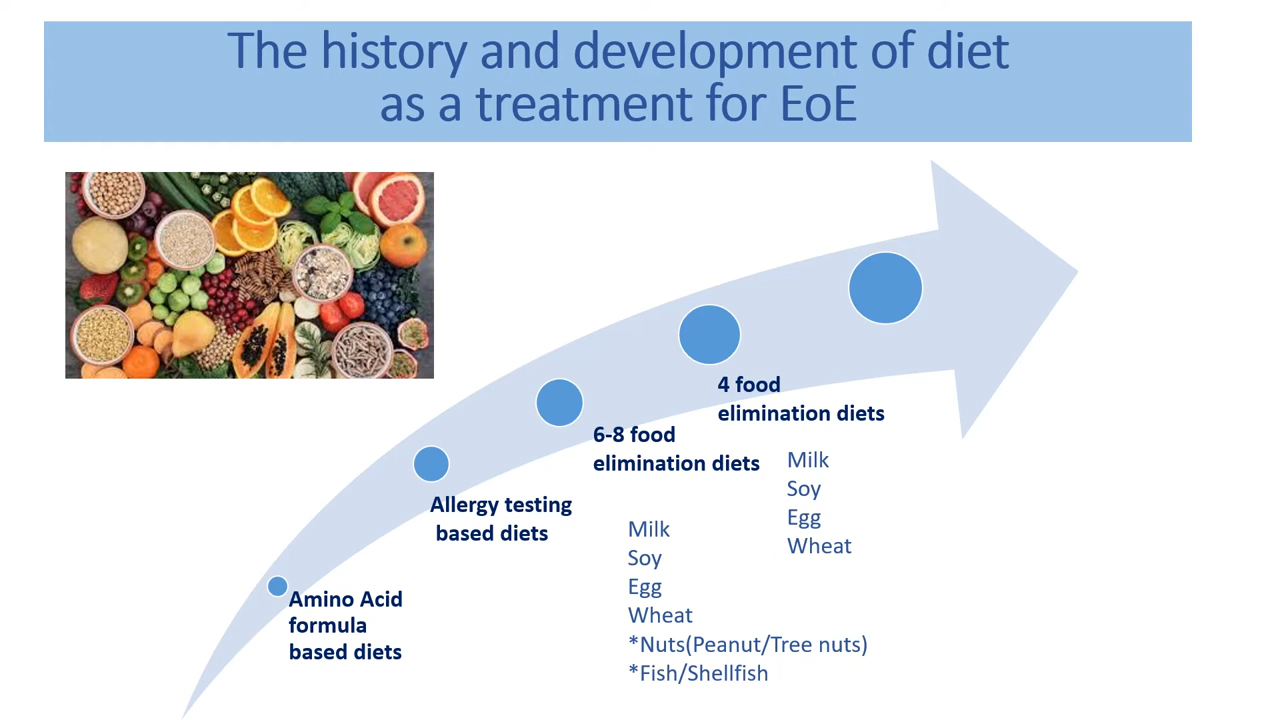 The history and development of diet
as a treatment for EoE
Amino Acid
formula
based diets
Allergy testing
based diets
6-8 food
elimination diets
Milk
Soy
Egg
Wheat
*Nuts(Peanut/Tree nuts)
*Fish/Shellfish
4 food
elimination diets
Milk
Soy
Egg
Wheat